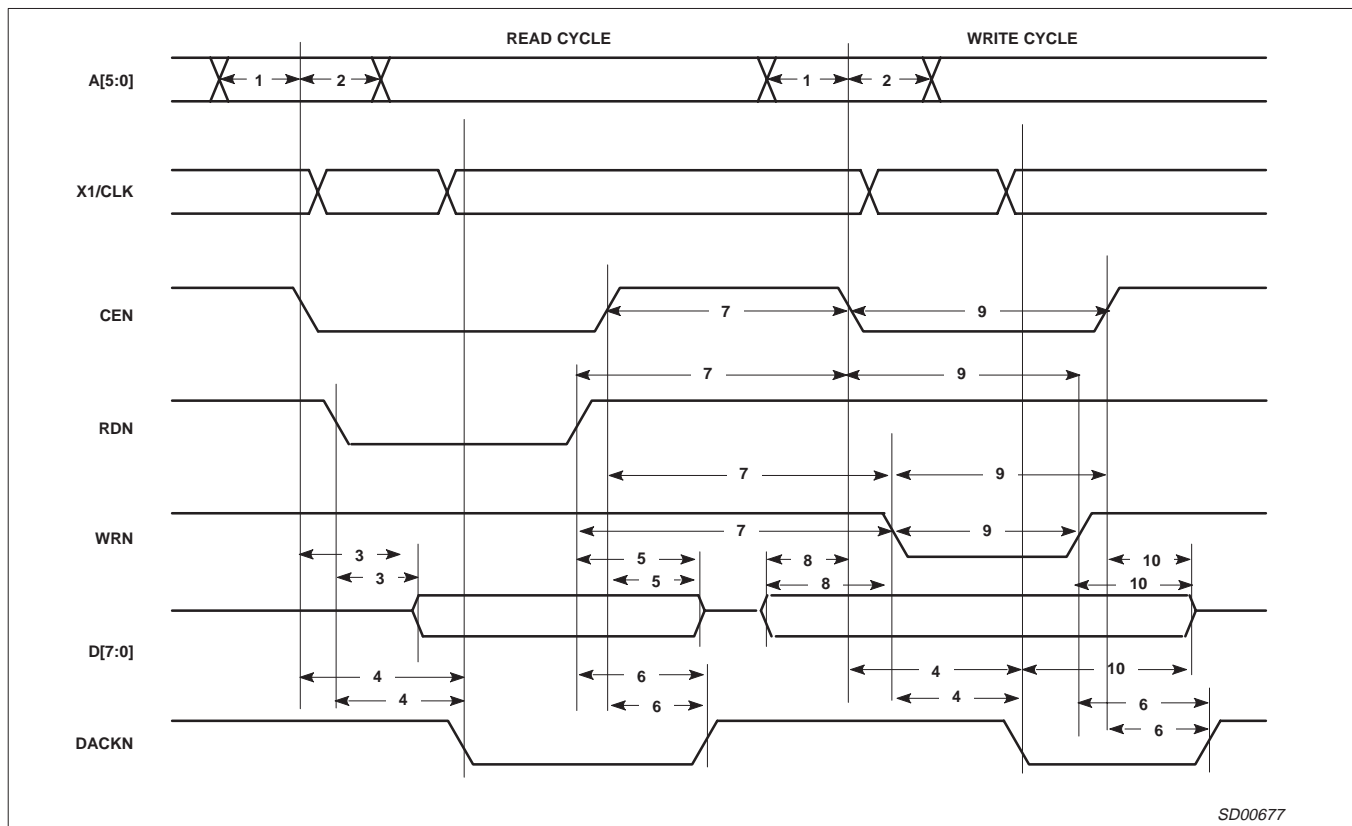 READ CYCLE WRITE CYCLE
A[5:0] 1 2 1 2
X1/CLK
CEN 7 9
7 9
RDN
7 9
WRN 7 9
3 5 8 10
3 5 8 10
D[7:0]
4 6 4 10
4 6 4 6
6
DACKN
SD00677